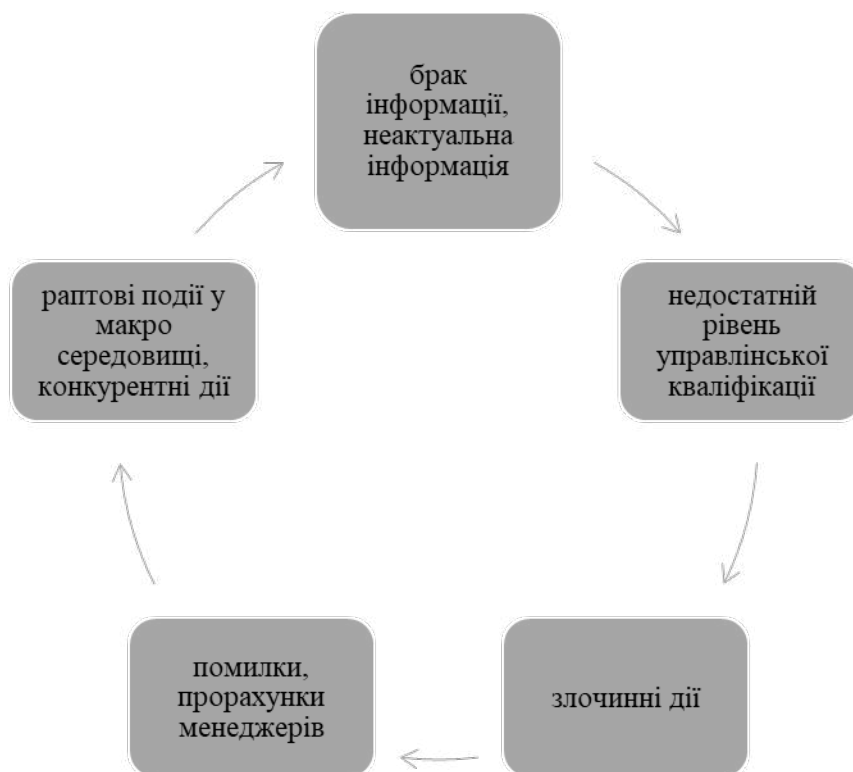 брак
інформації,
неактуальна
інформація
недостатній
рівень
управлінської
кваліфікації
злочинні дії
помилки,
прорахунки
менеджерів
раптові події у
макро
середовищі,
конкурентні дії